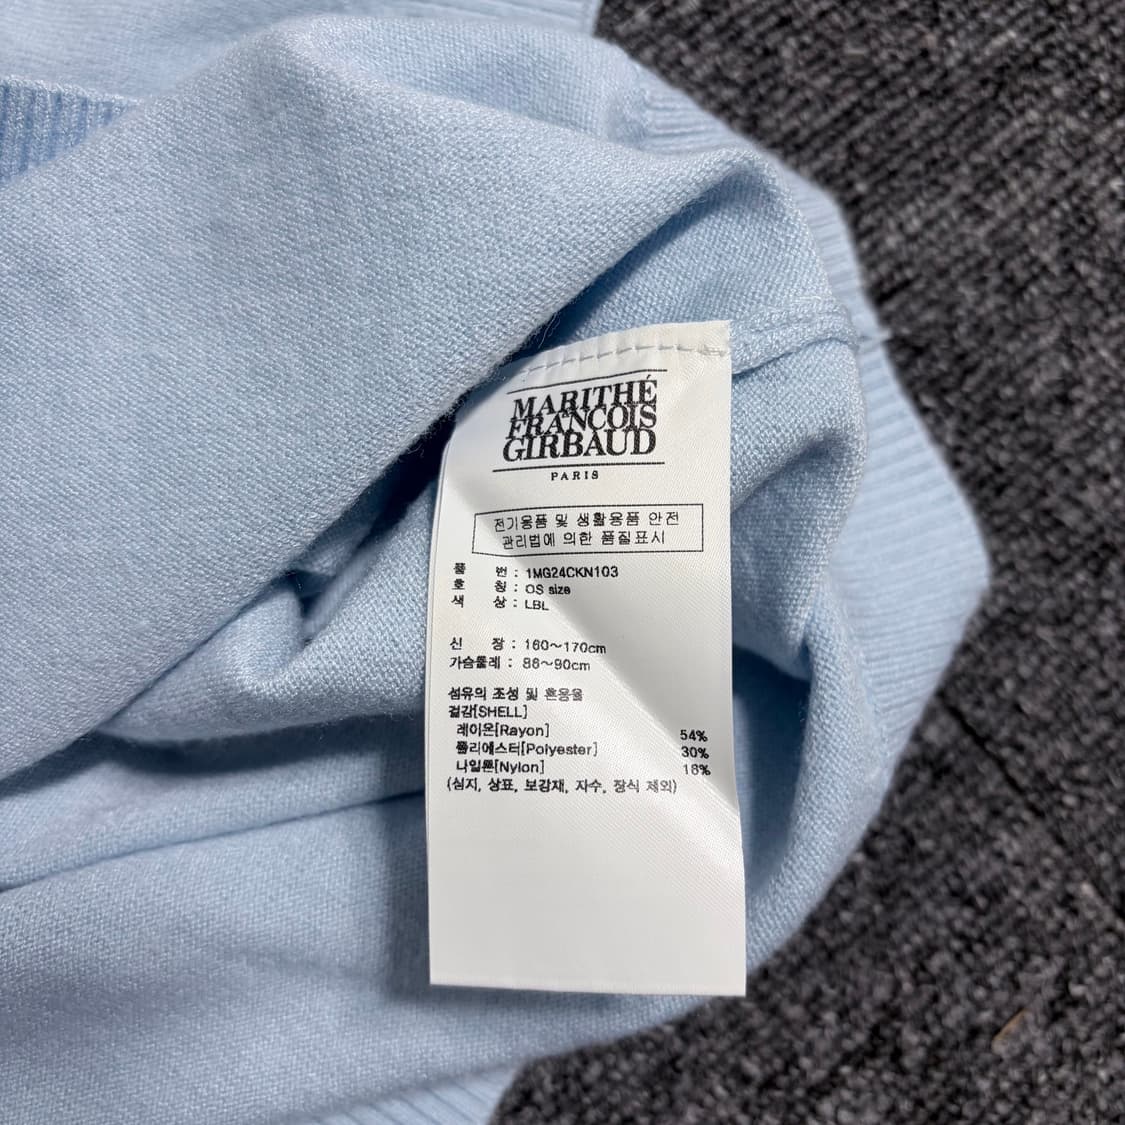 MARITHÉ
FRANCOIS
GIRBAUD
PARIS
전기용품 및 생활용품 안전
관리법에 의한 품질표시
품 번 : 1MG24CKN103
호 칭 : OS size
색 상 : LBL
신 장 : 160~170cm
가슴둘레 : 86~90cm
섬유의 조성 및 혼용율
겉감[SHELL]
레이온[Rayon] 54%
폴리에스터[Polyester] 30%
나일론[Nylon] 16%
(심지, 상표, 보강재, 자수, 장식 제외)